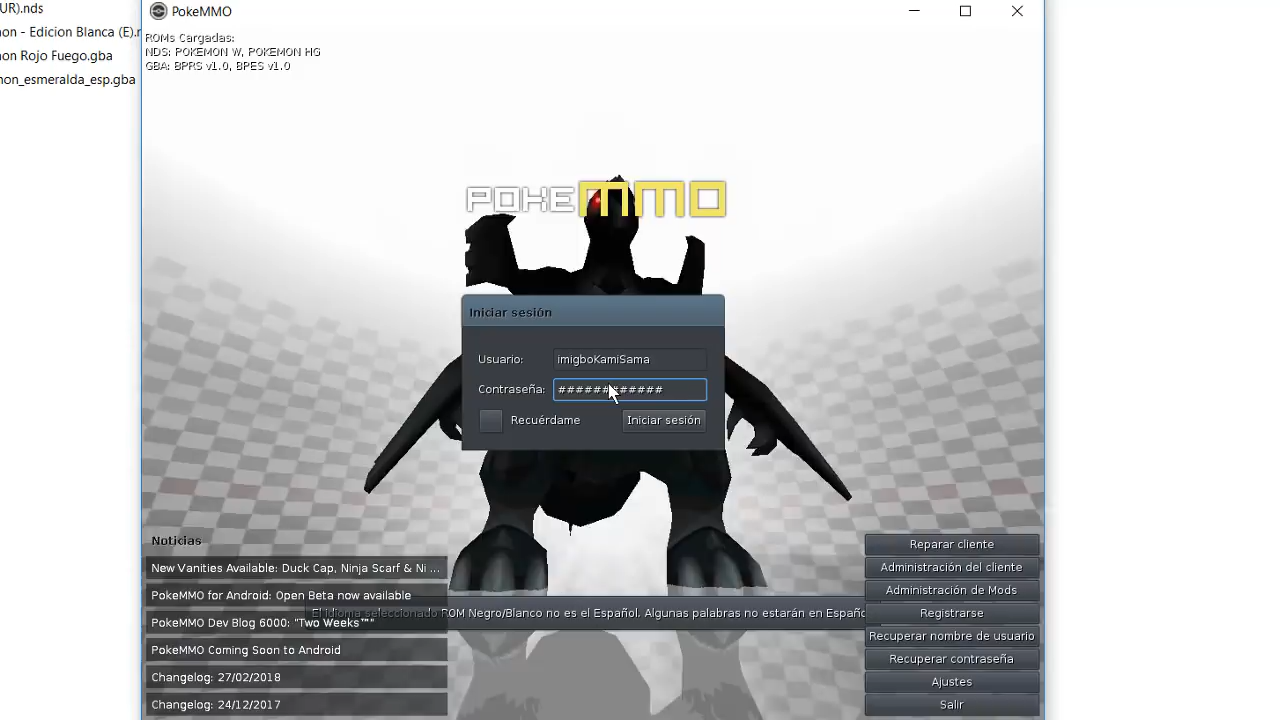 UR).nds
on - Edicion Blanca (E).r
on Rojo Fuego.gba
on_esmeralda_esp.gba
PokeMMO
ROMs Cargadas:
NDS: POKEMON W, POKEMON HG
GBA: BPRS v1.0, BPES v1.0
POKEMMO
Iniciar sesión
Usuario: imigboKamiSama
Contraseña: ############
Recuérdame
Iniciar sesión
Noticias
New Vanities Available: Duck Cap, Ninja Scarf & Ni ...
PokeMMO for Android: Open Beta now available
PokeMMO Dev Blog 6000: "Two Weeks™"
PokeMMO Coming Soon to Android
Changelog: 27/02/2018
Changelog: 24/12/2017
El idioma seleccionado ROM Negro/Blanco no es el Español. Algunas palabras no estarán en Españo
Reparar cliente
Administración del cliente
Administración de Mods
Registrarse
Recuperar nombre de usuario
Recuperar contraseña
Ajustes
Salir